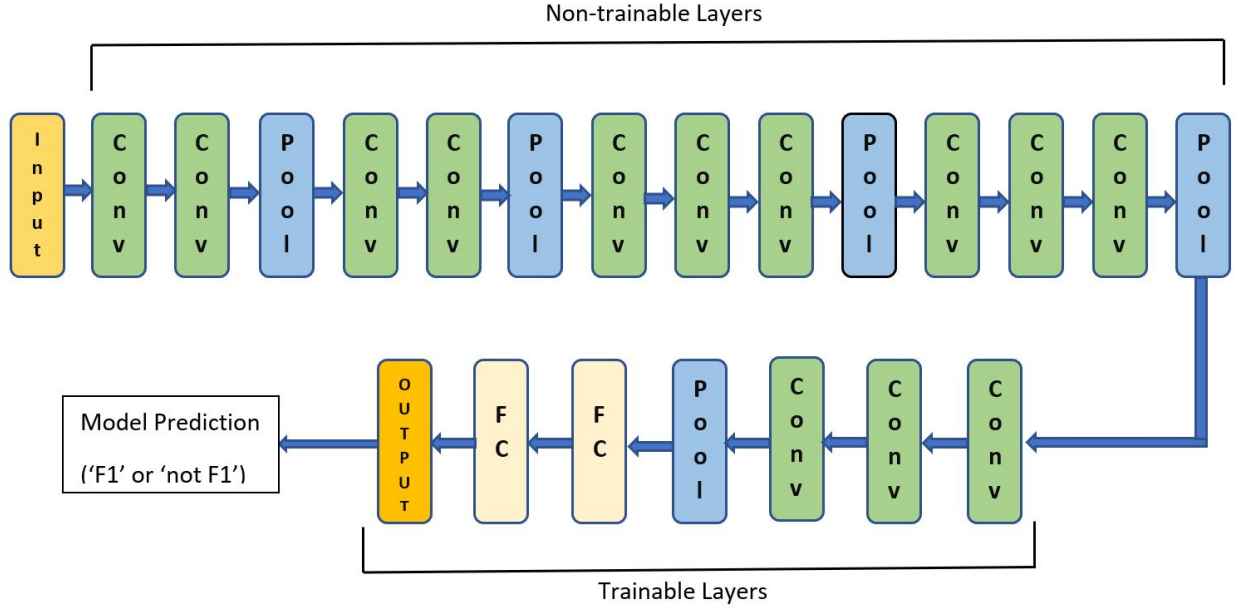 Non-trainable Layers
Input
Conv
Conv
Pool
Conv
Conv
Pool
Conv
Conv
Conv
Pool
Conv
Conv
Conv
Pool
Conv
Conv
Conv
Pool
FC
FC
OUTPUT
Model Prediction
(‘F1’ or ‘not F1’)
Trainable Layers